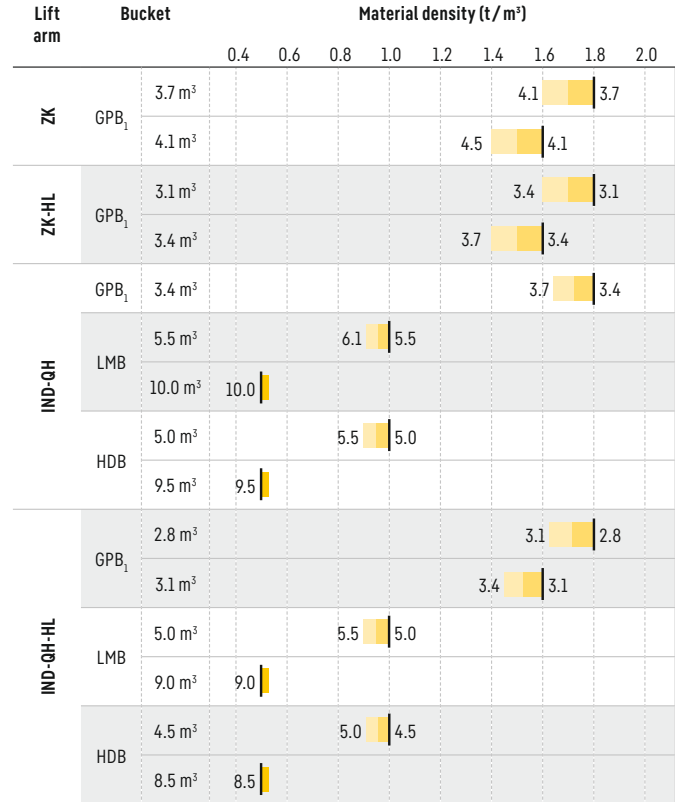 Lift arm Bucket Material density (t / m³)
0.4 0.6 0.8 1.0 1.2 1.4 1.6 1.8 2.0
ZK GPB₁ 3.7 m³ 4.1 3.7
4.1 m³ 4.5 4.1
ZK-HL GPB₁ 3.1 m³ 3.4 3.1
3.4 m³ 3.7 3.4
IND-QH GPB₁ 3.4 m³ 3.7 3.4
LMB 5.5 m³ 6.1 5.5
10.0 m³ 10.0
HDB 5.0 m³ 5.5 5.0
9.5 m³ 9.5
IND-QH-HL GPB₁ 2.8 m³ 3.1 2.8
3.1 m³ 3.4 3.1
LMB 5.0 m³ 5.5 5.0
9.0 m³ 9.0
HDB 4.5 m³ 5.0 4.5
8.5 m³ 8.5